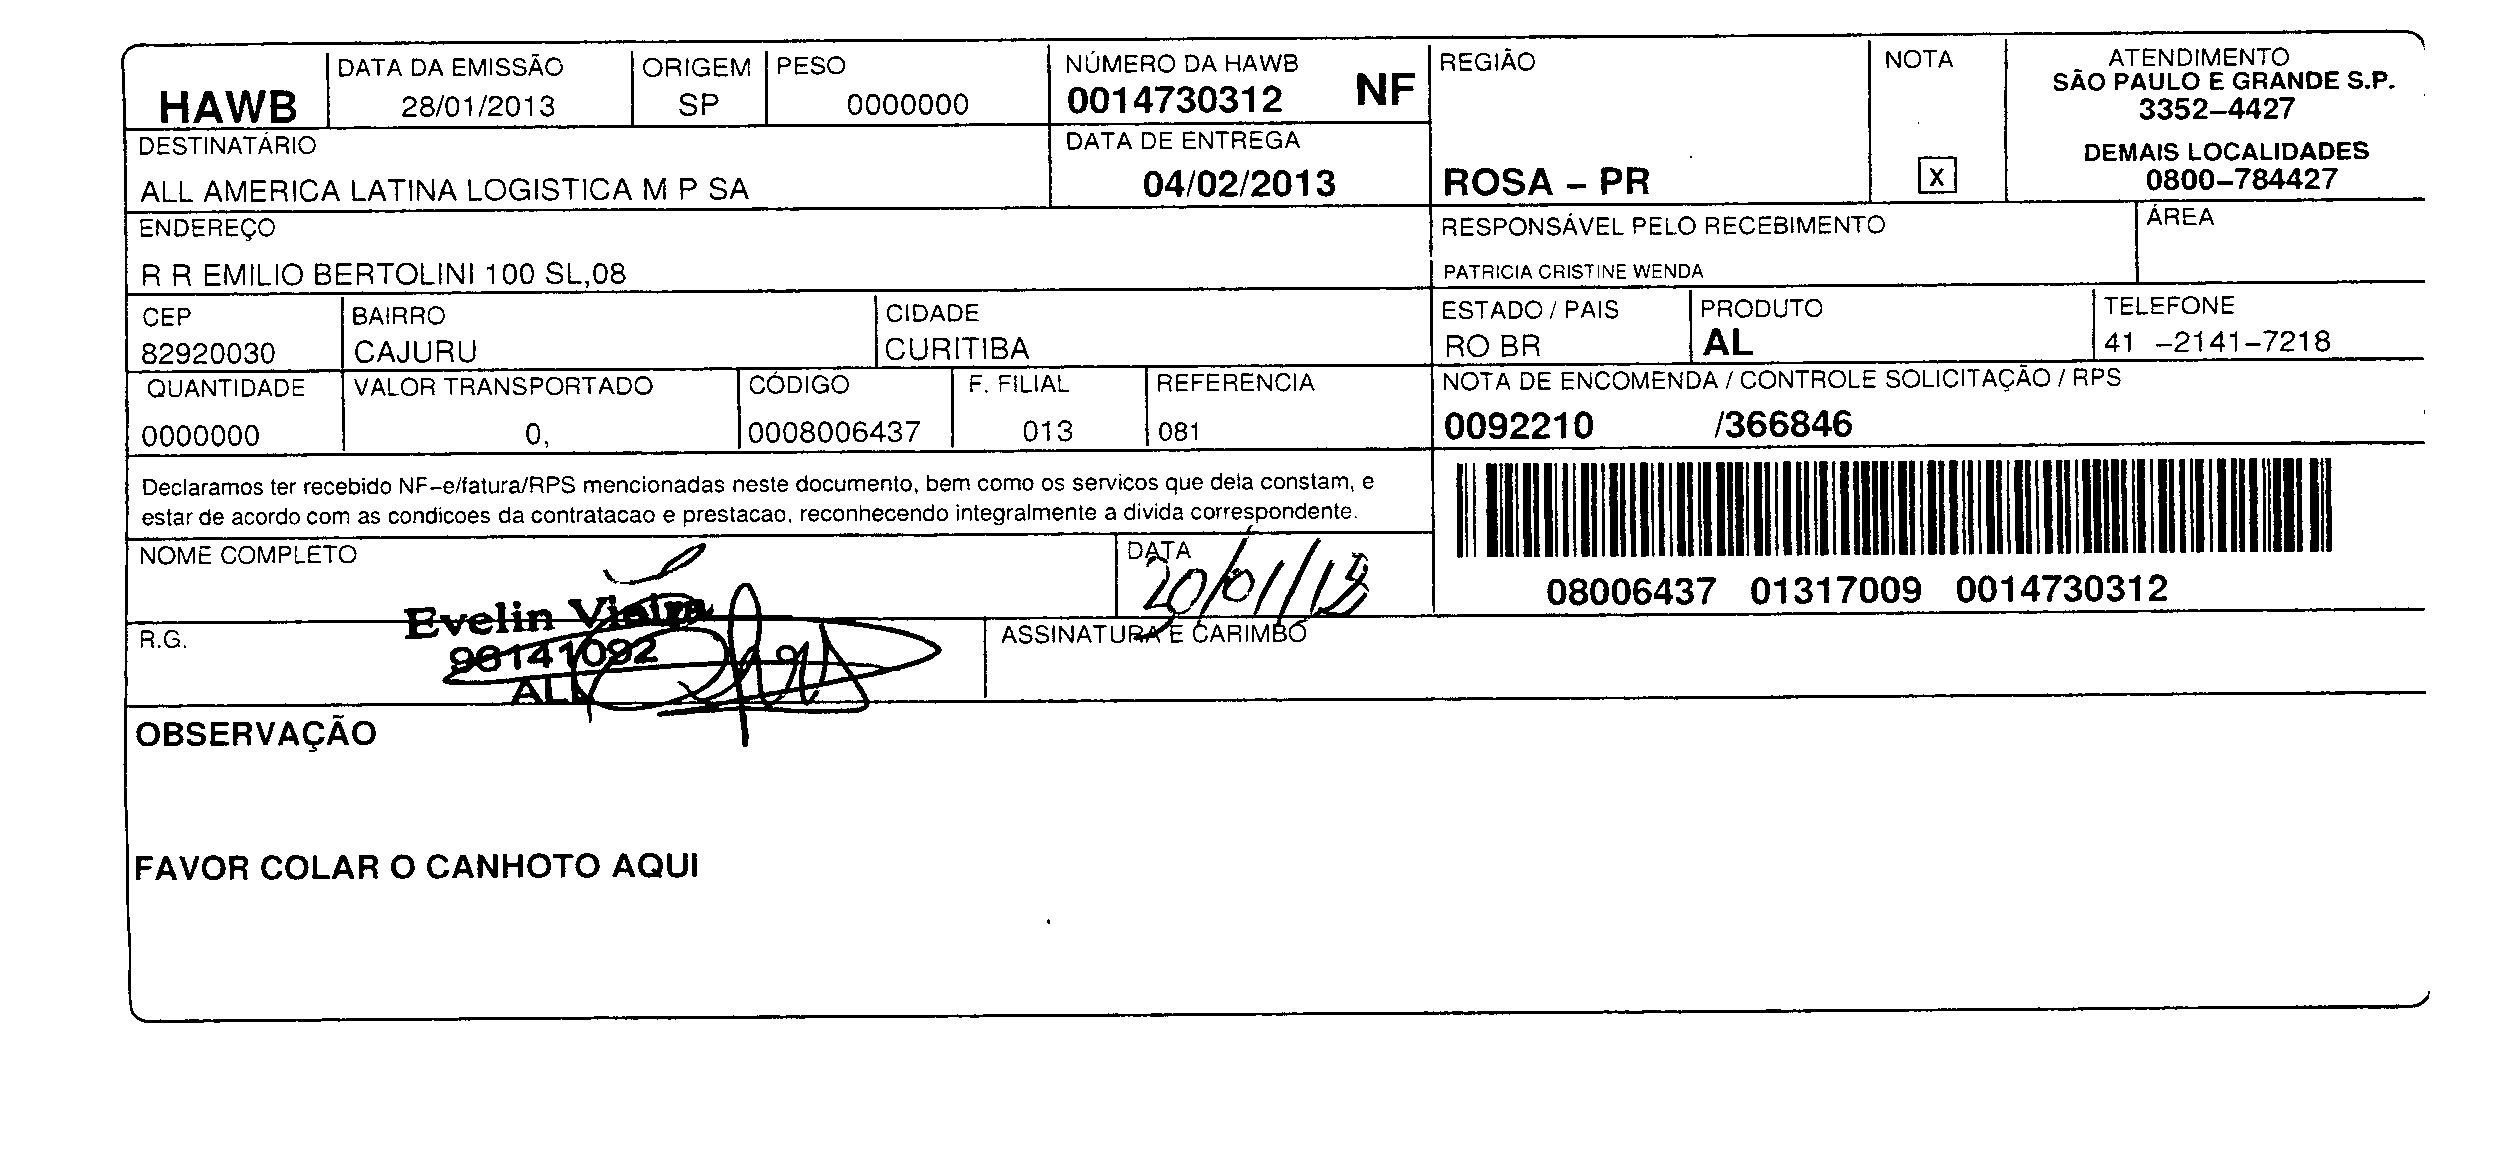 HAWB
DATA DA EMISSÃO
28/01/2013
ORIGEM
SP
PESO
0000000
NÚMERO DA HAWB
0014730312 NF
REGIÃO
ROSA – PR
NOTA
X
ATENDIMENTO
SÃO PAULO E GRANDE S.P.
3352–4427
DEMAIS LOCALIDADES
0800–784427
DESTINATÁRIO
ALL AMERICA LATINA LOGISTICA M P SA
DATA DE ENTREGA
04/02/2013
ENDEREÇO
R R EMILIO BERTOLINI 100 SL,08
RESPONSÁVEL PELO RECEBIMENTO
PATRICIA CRISTINE WENDA
ÁREA
CEP
82920030
BAIRRO
CAJURU
CIDADE
CURITIBA
ESTADO / PAIS
RO BR
PRODUTO
AL
TELEFONE
41 –2141–7218
QUANTIDADE
0000000
VALOR TRANSPORTADO
0,
CÓDIGO
0008006437
F. FILIAL
013
REFERENCIA
081
NOTA DE ENCOMENDA / CONTROLE SOLICITAÇÃO / RPS
0092210 /366846
Declaramos ter recebido NF–e/fatura/RPS mencionadas neste documento, bem como os servicos que dela constam, e
estar de acordo com as condicoes da contratacao e prestacao, reconhecendo integralmente a divida correspondente.
08006437 01317009 0014730312
NOME COMPLETO
Evelin Vieira
90141092
ALL
DATA
R.G.
ASSINATURA E CARIMBO
OBSERVAÇÃO
FAVOR COLAR O CANHOTO AQUI